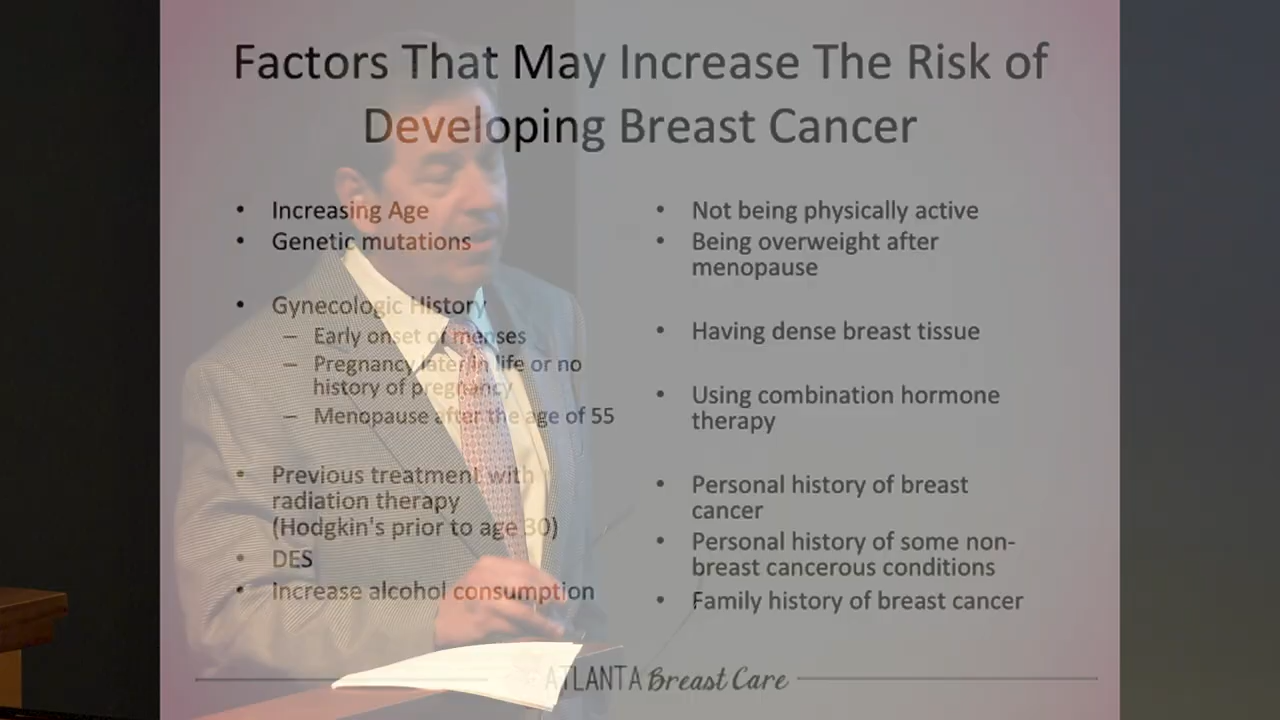 Factors That May Increase The Risk of
Developing Breast Cancer
• Increasing Age
• Genetic mutations
• Gynecologic History
– Early onset of menses
– Pregnancy later in life or no
history of pregnancy
– Menopause after the age of 55
• Previous treatment with
radiation therapy
(Hodgkin's prior to age 30)
• DES
• Increase alcohol consumption
• Not being physically active
• Being overweight after
menopause
• Having dense breast tissue
• Using combination hormone
therapy
• Personal history of breast
cancer
• Personal history of some non-
breast cancerous conditions
• Family history of breast cancer
ATLANTA Breast Care